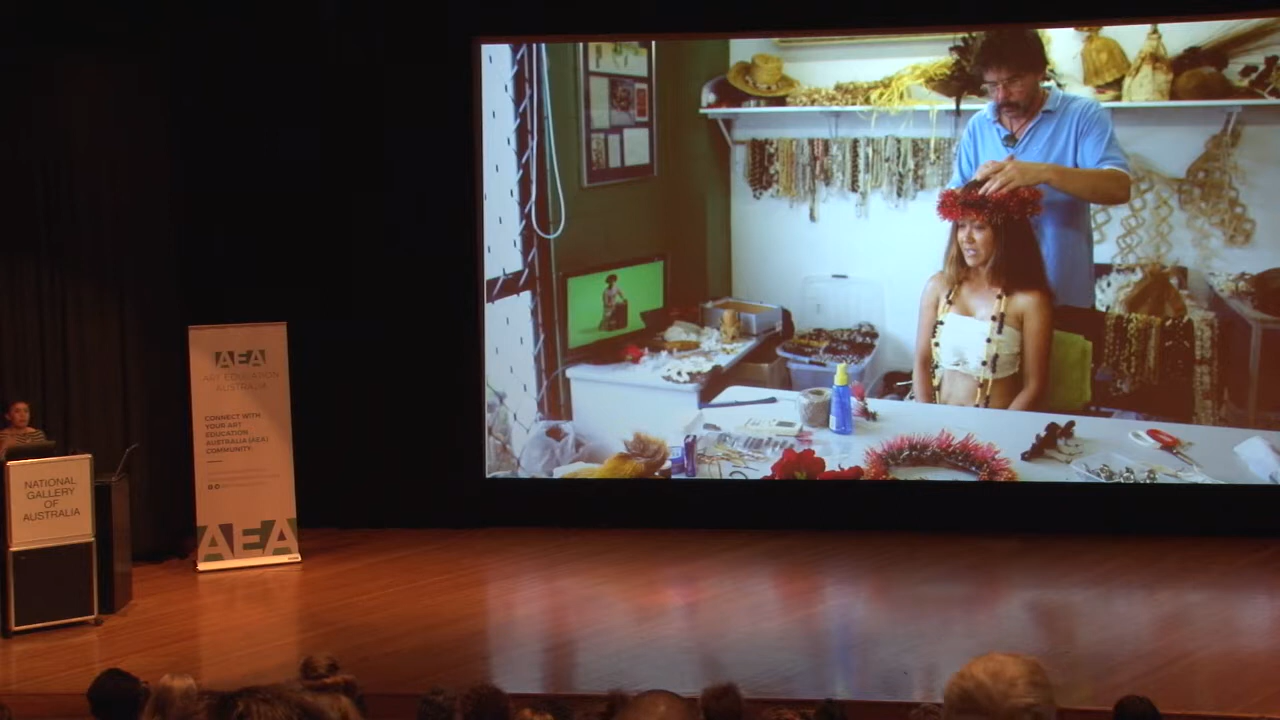 AEA
ART EDUCATION
AUSTRALIA
CONNECT WITH
YOUR ART
EDUCATION
AUSTRALIA (AEA)
COMMUNITY:
AEA
NATIONAL
GALLERY
OF
AUSTRALIA